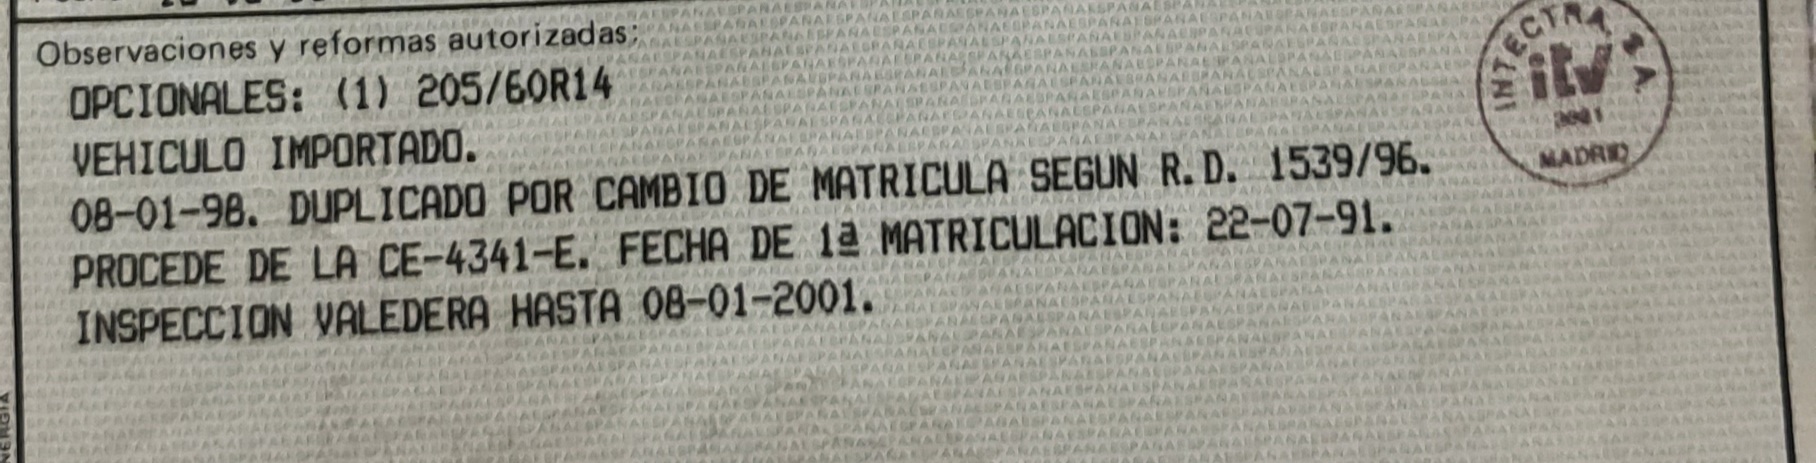 Observaciones y reformas autorizadas:
OPCIONALES: (1) 205/60R14
VEHICULO IMPORTADO.
08-01-98. DUPLICADO POR CAMBIO DE MATRICULA SEGUN R.D. 1539/96.
PROCEDE DE LA CE-4341-E. FECHA DE 1ª MATRICULACION: 22-07-91.
INSPECCION VALEDERA HASTA 08-01-2001.
INTECTRA, S.A.
itv
MADRID